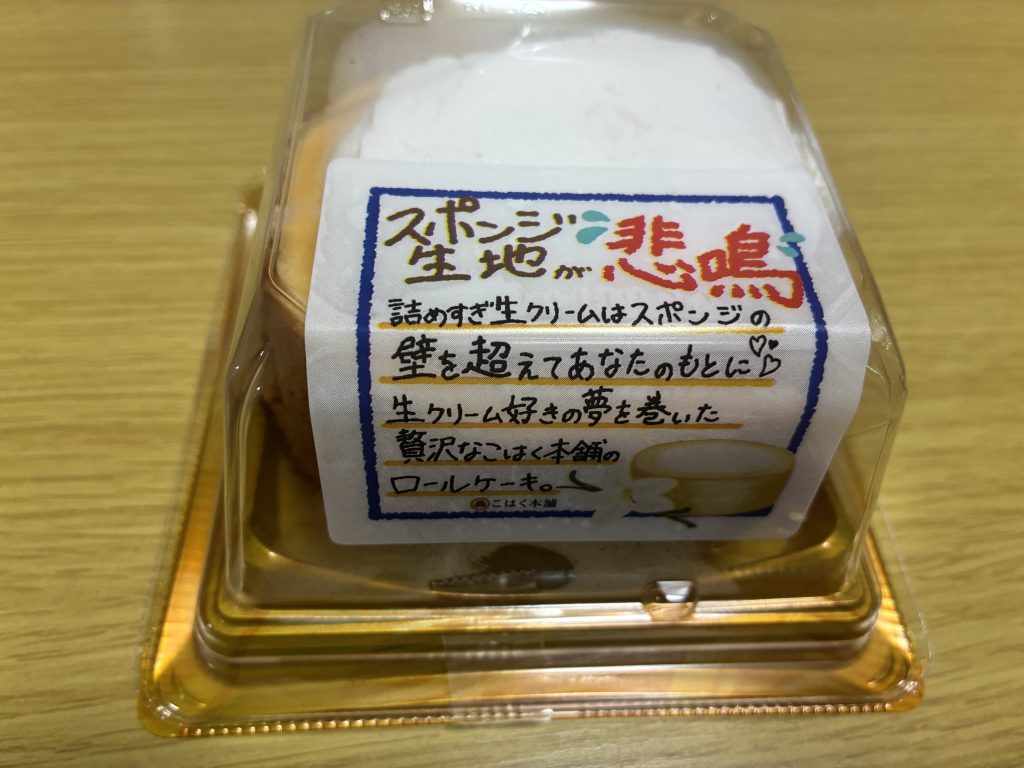 スポンジ
生地が悲鳴
詰めすぎ生クリームはスポンジの
壁を超えてあなたのもとに♡♡
生クリーム好きの夢を巻いた
贅沢なこはく本舗の
ロールケーキ。
こはく本舗